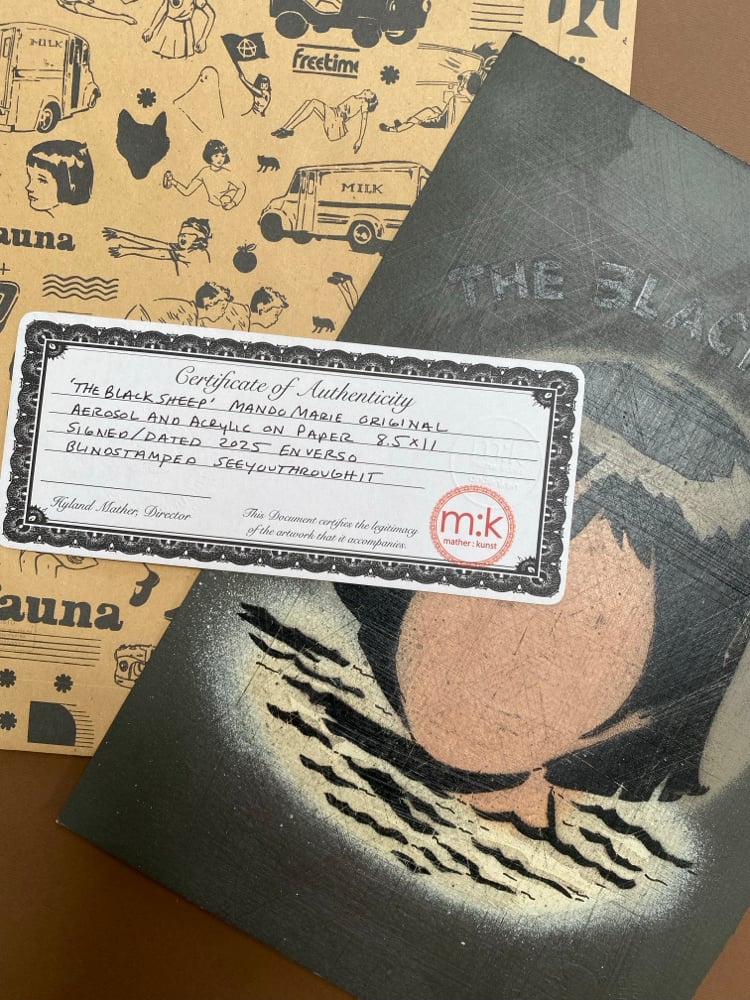 MILK
Freetime
MILK
auna
THE BLACK
Certificate of Authenticity
'THE BLACK SHEEP' MANDO MARIE ORIGINAL
AEROSOL AND ACRYLIC ON PAPER 8.5X11
SIGNED/DATED 2025 EN VERSO
BLINDSTAMPED SEEYOUTHROUGHIT
Hyland Mather, Director
This Document certifies the legitimacy
of the artwork that it accompanies.
m:k
mather : kunst
auna